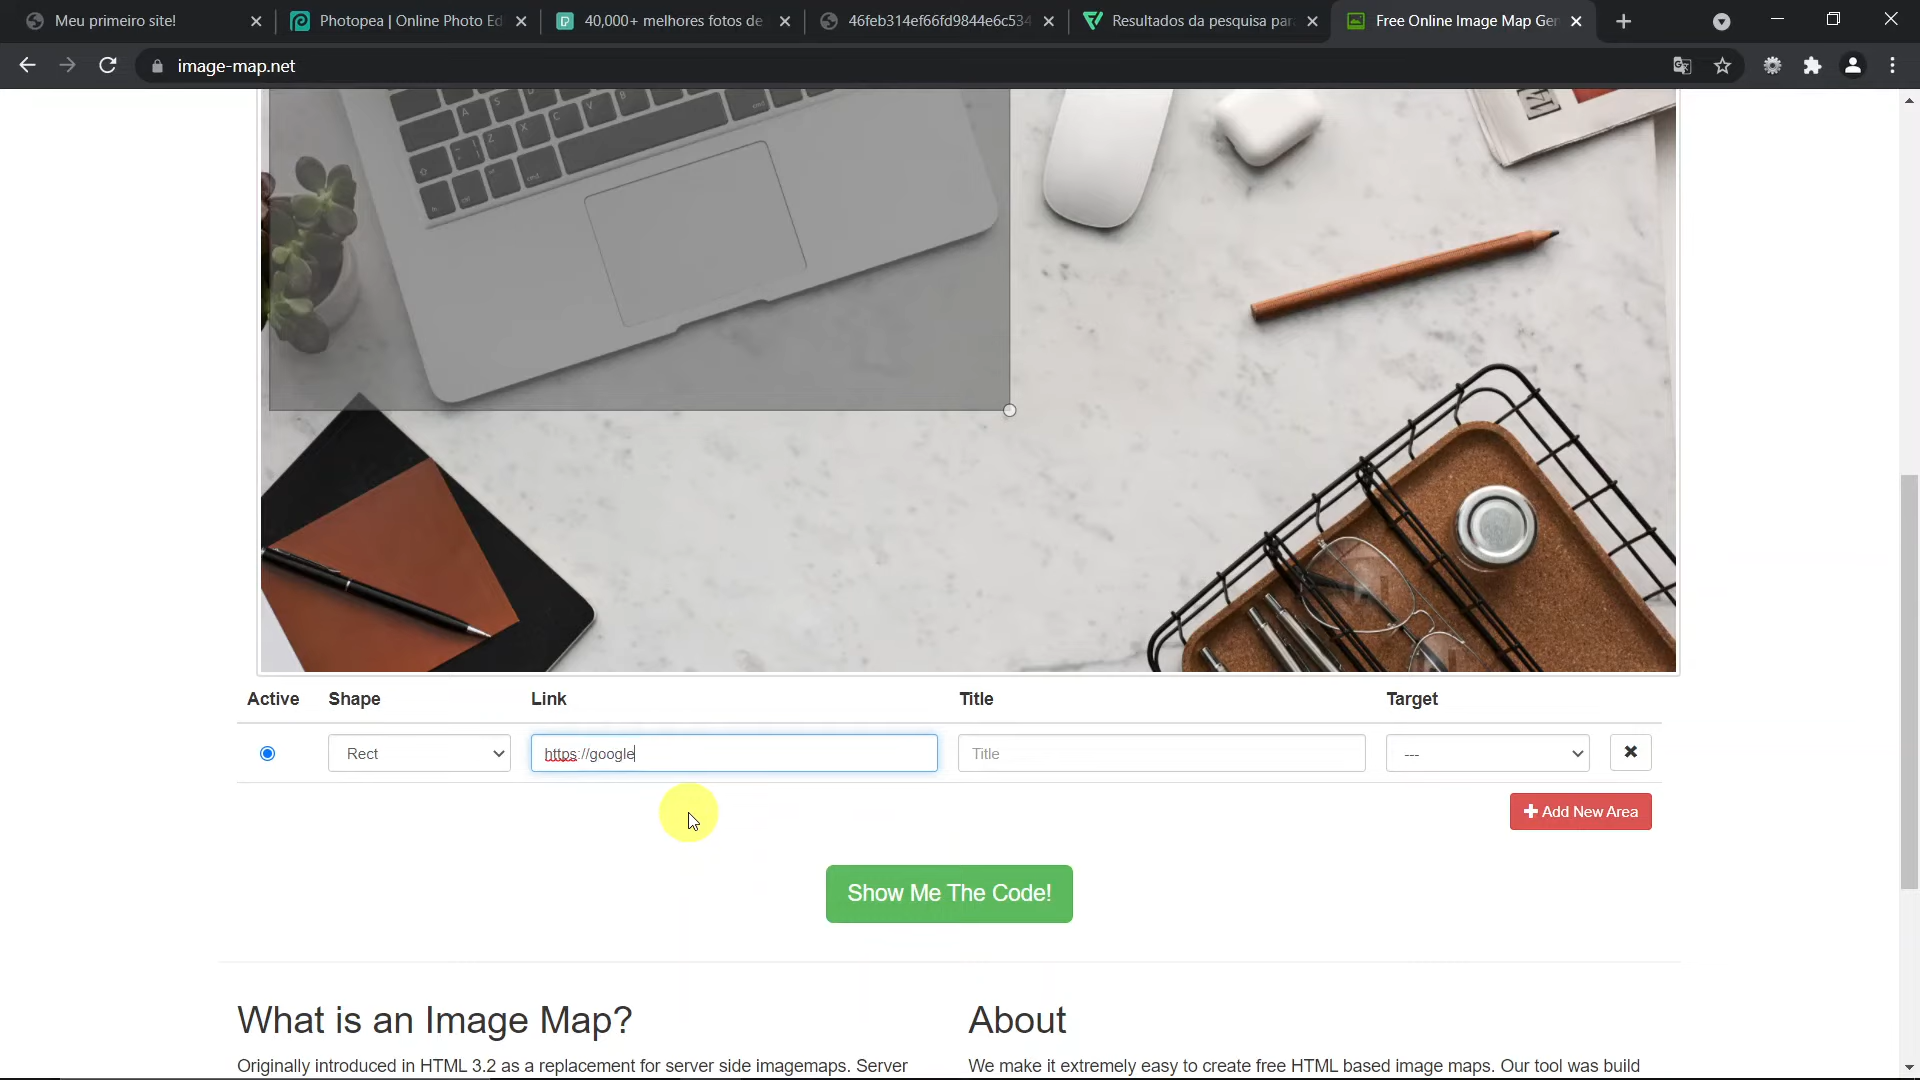 Meu primeiro site!
Photopea | Online Photo Ed
40,000+ melhores fotos de
46feb314ef66fd9844e6c534
Resultados da pesquisa par
Free Online Image Map Gen
image-map.net
Active
Shape
Link
Title
Target
Rect
https://google
Title
---
Add New Area
Show Me The Code!
What is an Image Map?
Originally introduced in HTML 3.2 as a replacement for server side imagemaps. Server
About
We make it extremely easy to create free HTML based image maps. Our tool was build